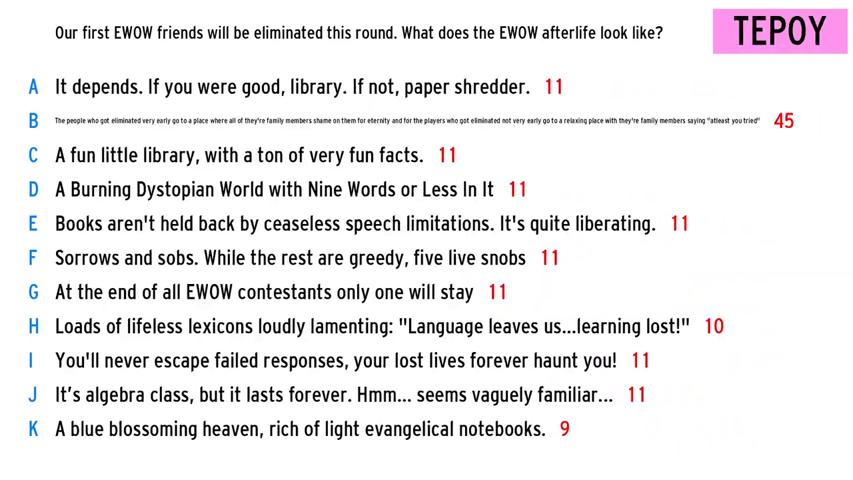 Our first EWOW friends will be eliminated this round. What does the EWOW afterlife look like?
TEPOY
A It depends. If you were good, library. If not, paper shredder. 11
B The people who got eliminated very early go to a place where all of they're family members shame on them for eternity and for the players who got eliminated not very early go to a relaxing place with they're family members saying "atleast you tried" 45
C A fun little library, with a ton of very fun facts. 11
D A Burning Dystopian World with Nine Words or Less In It 11
E Books aren't held back by ceaseless speech limitations. It's quite liberating. 11
F Sorrows and sobs. While the rest are greedy, five live snobs 11
G At the end of all EWOW contestants only one will stay 11
H Loads of lifeless lexicons loudly lamenting: "Language leaves us...learning lost!" 10
I You'll never escape failed responses, your lost lives forever haunt you! 11
J It’s algebra class, but it lasts forever. Hmm... seems vaguely familiar... 11
K A blue blossoming heaven, rich of light evangelical notebooks. 9